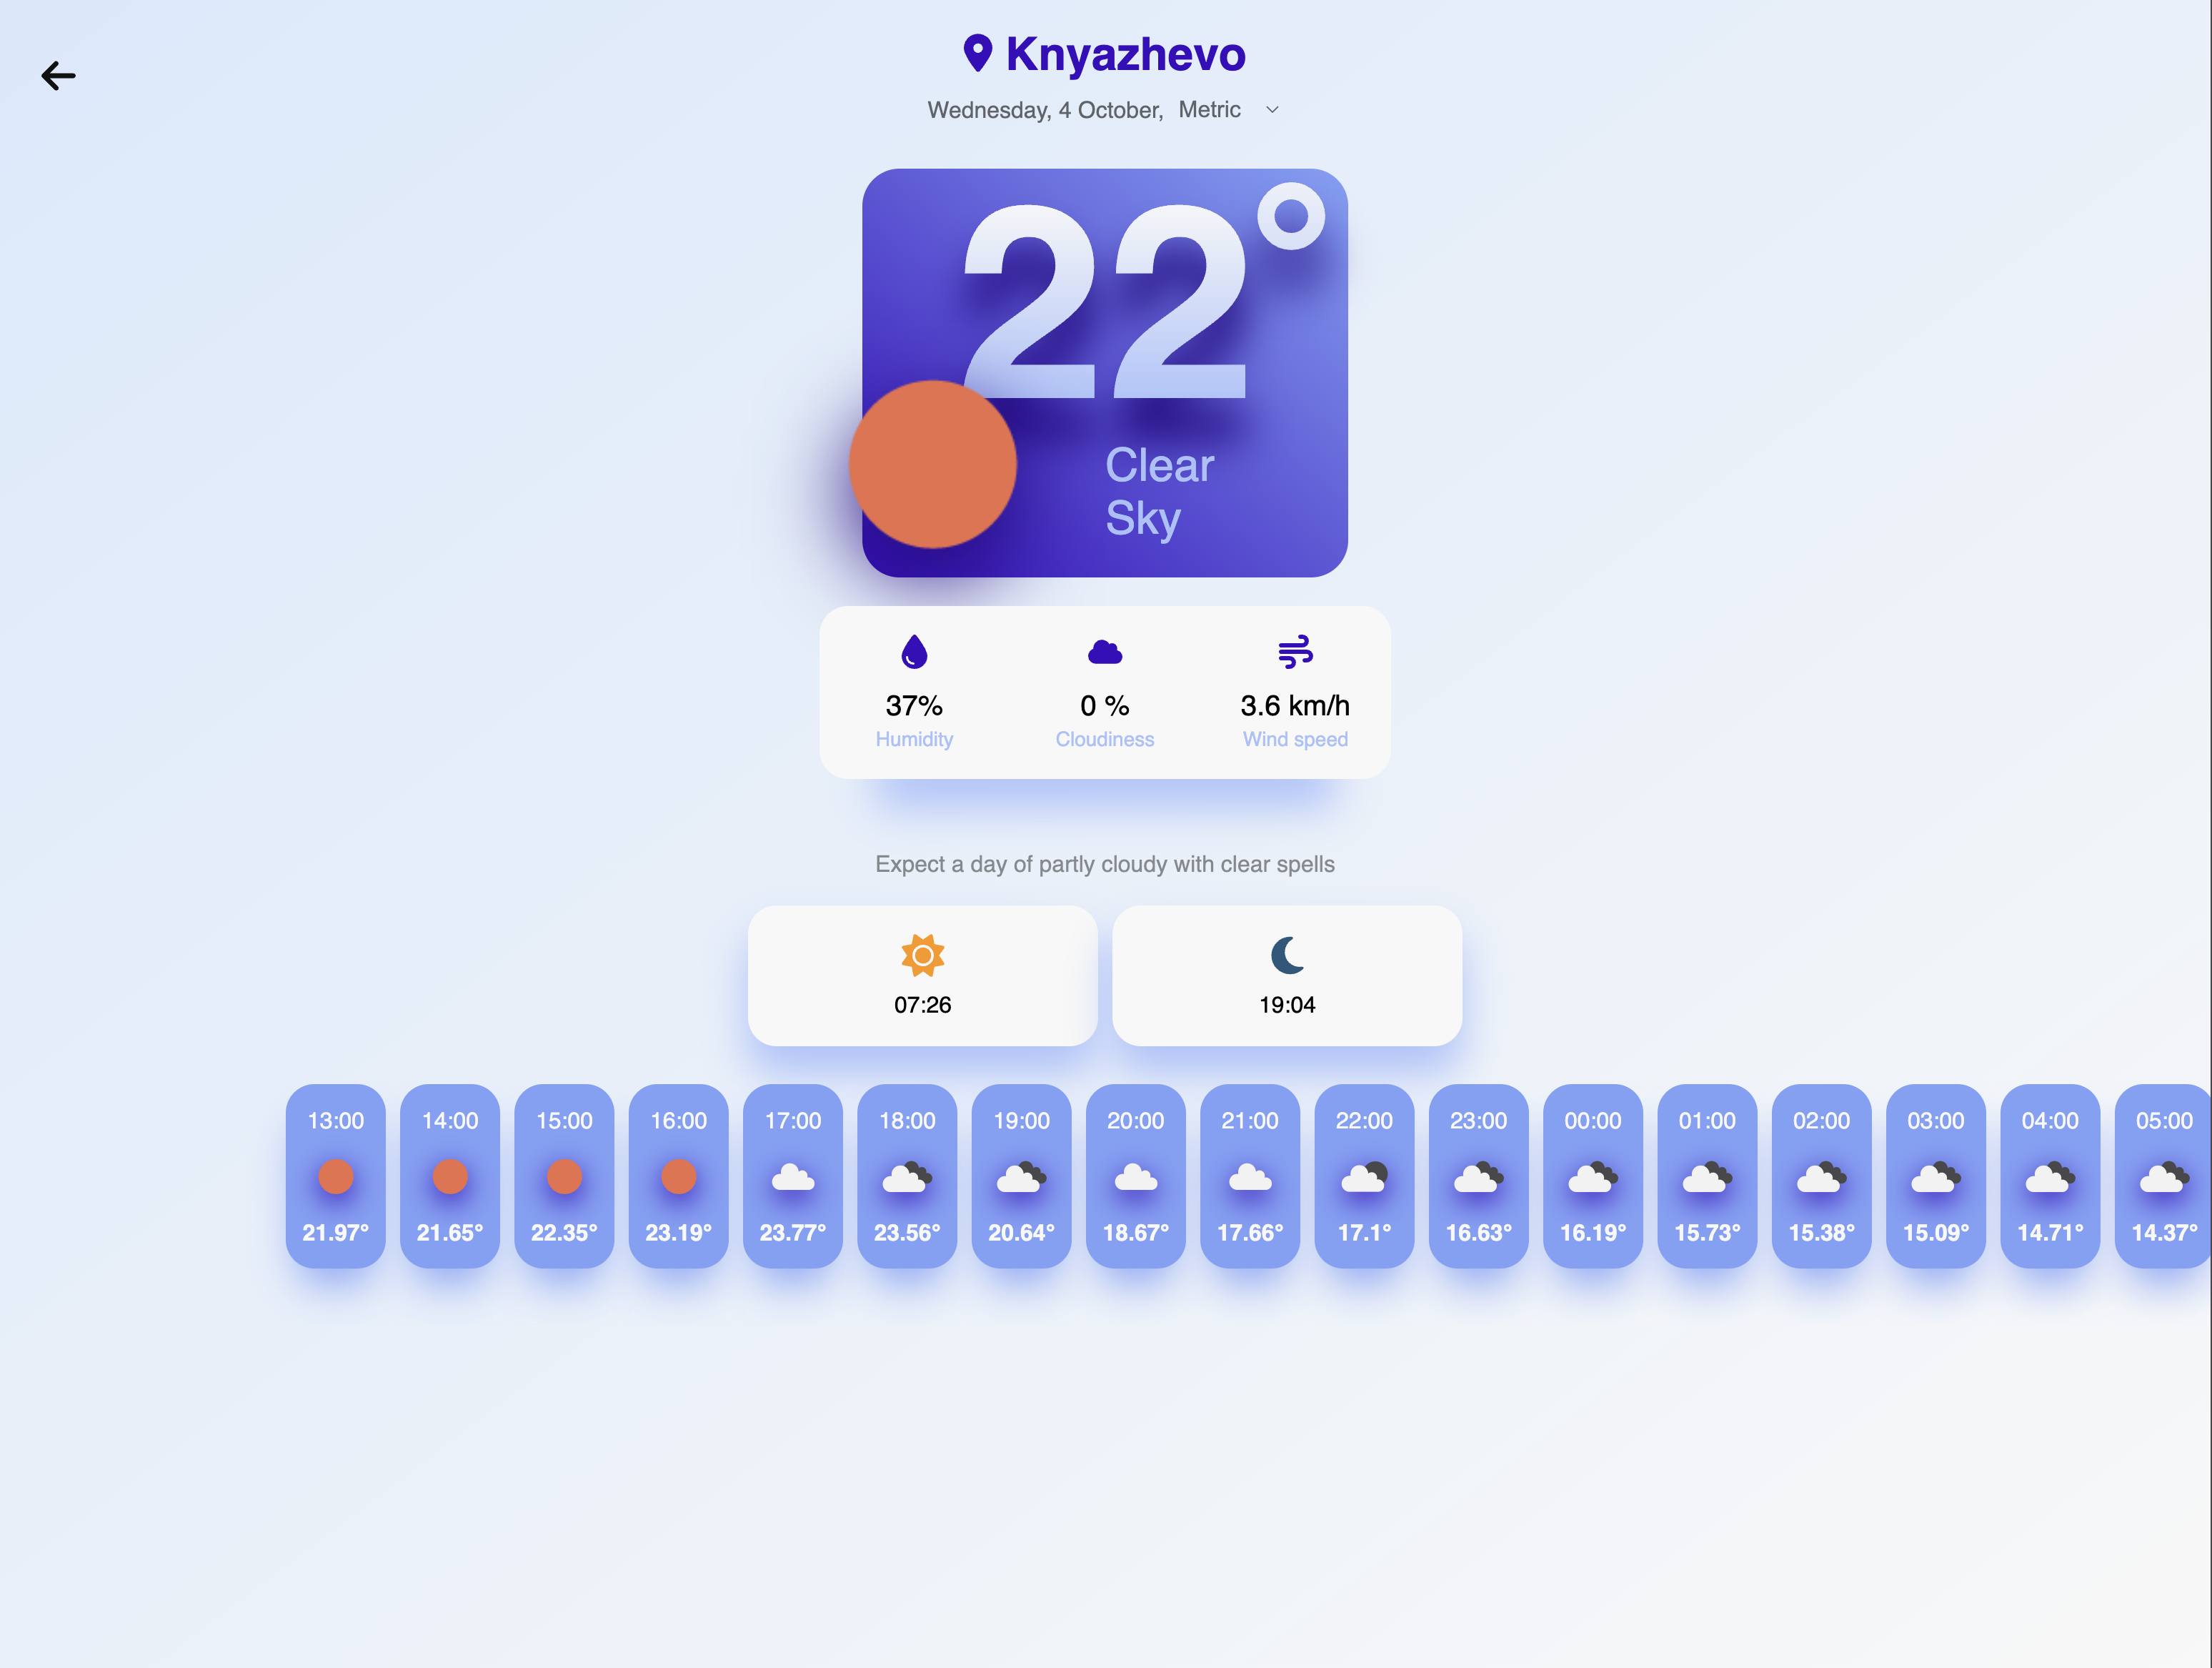 Knyazhevo
Wednesday, 4 October, Metric
22°
Clear
Sky
37% 0 % 3.6 km/h
Humidity Cloudiness Wind speed
Expect a day of partly cloudy with clear spells
07:26 19:04
13:00 14:00 15:00 16:00 17:00 18:00 19:00 20:00 21:00 22:00 23:00 00:00 01:00 02:00 03:00 04:00 05:00
21.97° 21.65° 22.35° 23.19° 23.77° 23.56° 20.64° 18.67° 17.66° 17.1° 16.63° 16.19° 15.73° 15.38° 15.09° 14.71° 14.37°